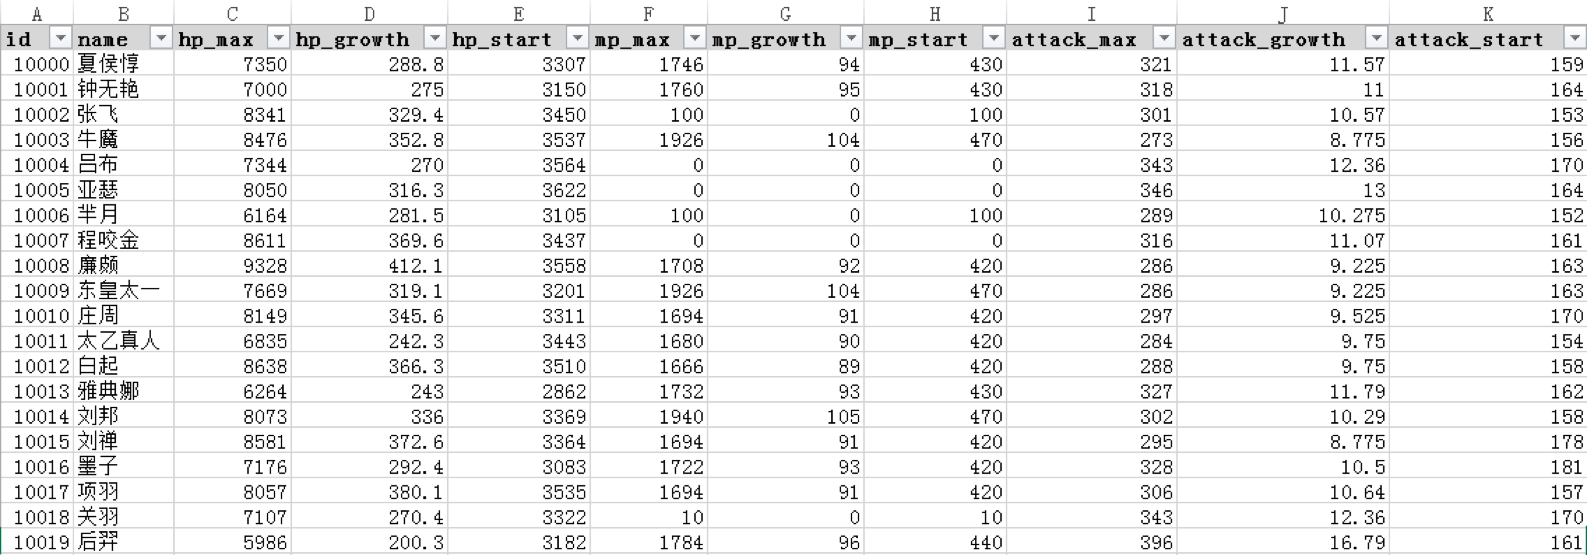 A B C D E F G H I J K
id name hp_max hp_growth hp_start mp_max mp_growth mp_start attack_max attack_growth attack_start
10000 夏侯惇 7350 288.8 3307 1746 94 430 321 11.57 159
10001 钟无艳 7000 275 3150 1760 95 430 318 11 164
10002 张飞 8341 329.4 3450 100 0 100 301 10.57 153
10003 牛魔 8476 352.8 3537 1926 104 470 273 8.775 156
10004 吕布 7344 270 3564 0 0 0 343 12.36 170
10005 亚瑟 8050 316.3 3622 0 0 0 346 13 164
10006 芈月 6164 281.5 3105 100 0 100 289 10.275 152
10007 程咬金 8611 369.6 3437 0 0 0 316 11.07 161
10008 廉颇 9328 412.1 3558 1708 92 420 286 9.225 163
10009 东皇太一 7669 319.1 3201 1926 104 470 286 9.225 163
10010 庄周 8149 345.6 3311 1694 91 420 297 9.525 170
10011 太乙真人 6835 242.3 3443 1680 90 420 284 9.75 154
10012 白起 8638 366.3 3510 1666 89 420 288 9.75 158
10013 雅典娜 6264 243 2862 1732 93 430 327 11.79 162
10014 刘邦 8073 336 3369 1940 105 470 302 10.29 158
10015 刘禅 8581 372.6 3364 1694 91 420 295 8.775 178
10016 墨子 7176 292.4 3083 1722 93 420 328 10.5 181
10017 项羽 8057 380.1 3535 1694 91 420 306 10.64 157
10018 关羽 7107 270.4 3322 10 0 10 343 12.36 170
10019 后羿 5986 200.3 3182 1784 96 440 396 16.79 161